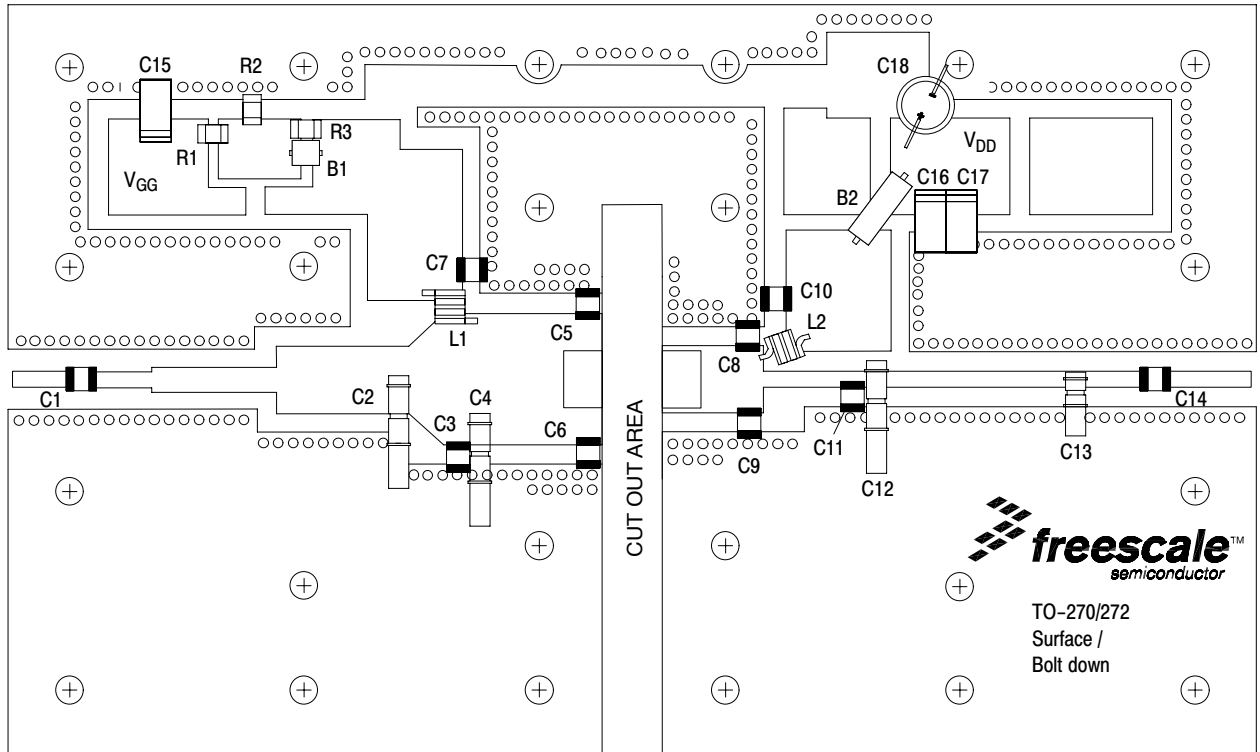 C15
R2
C18
R3
R1
B1
V_DD
V_GG
C16 C17
B2
C7
C10
C5
L1
L2
C8
C1
C2
C4
C3
C6
C14
C11
C9
C13
C12
CUT OUT AREA
freescale™
semiconductor
TO-270/272
Surface /
Bolt down